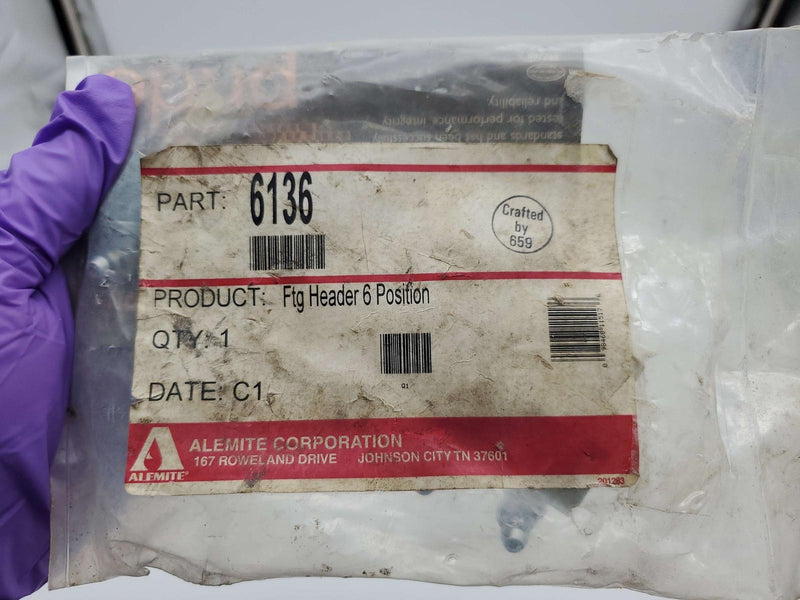 and reliability.
tested for performance, integrity
standards and has been successfully
PART: 6136
Crafted
by
659
PRODUCT: Ftg Header 6 Position
QTY: 1
Q1
DATE: C1
ALEMITE CORPORATION
167 ROWELAND DRIVE JOHNSON CITY TN 37601
ALEMITE
201283